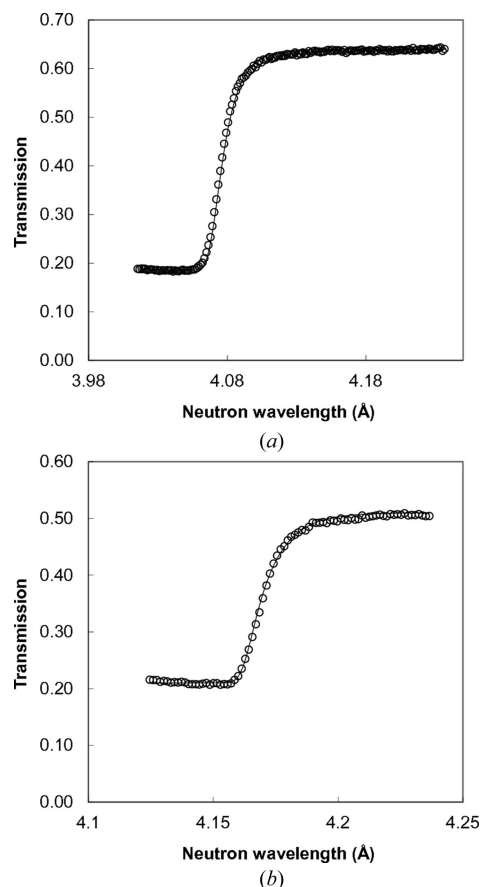 0.70
0.60
0.50
0.40
0.30
0.20
0.10
0.00
Transmission
3.98 4.08 4.18
Neutron wavelength (Å)
(a)
0.60
0.50
0.40
0.30
0.20
0.10
0.00
Transmission
4.1 4.15 4.2 4.25
Neutron wavelength (Å)
(b)